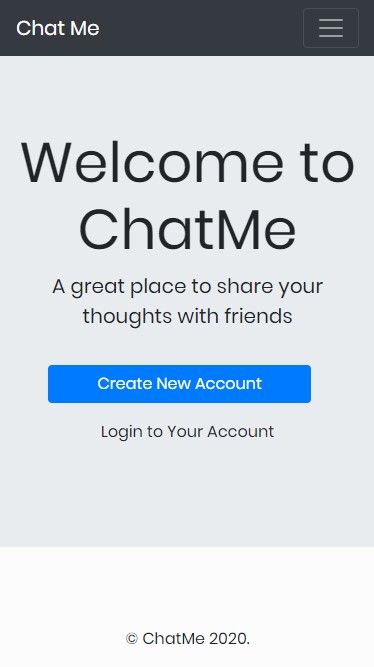 Chat Me
Welcome to
ChatMe
A great place to share your
thoughts with friends
Create New Account
Login to Your Account
© ChatMe 2020.